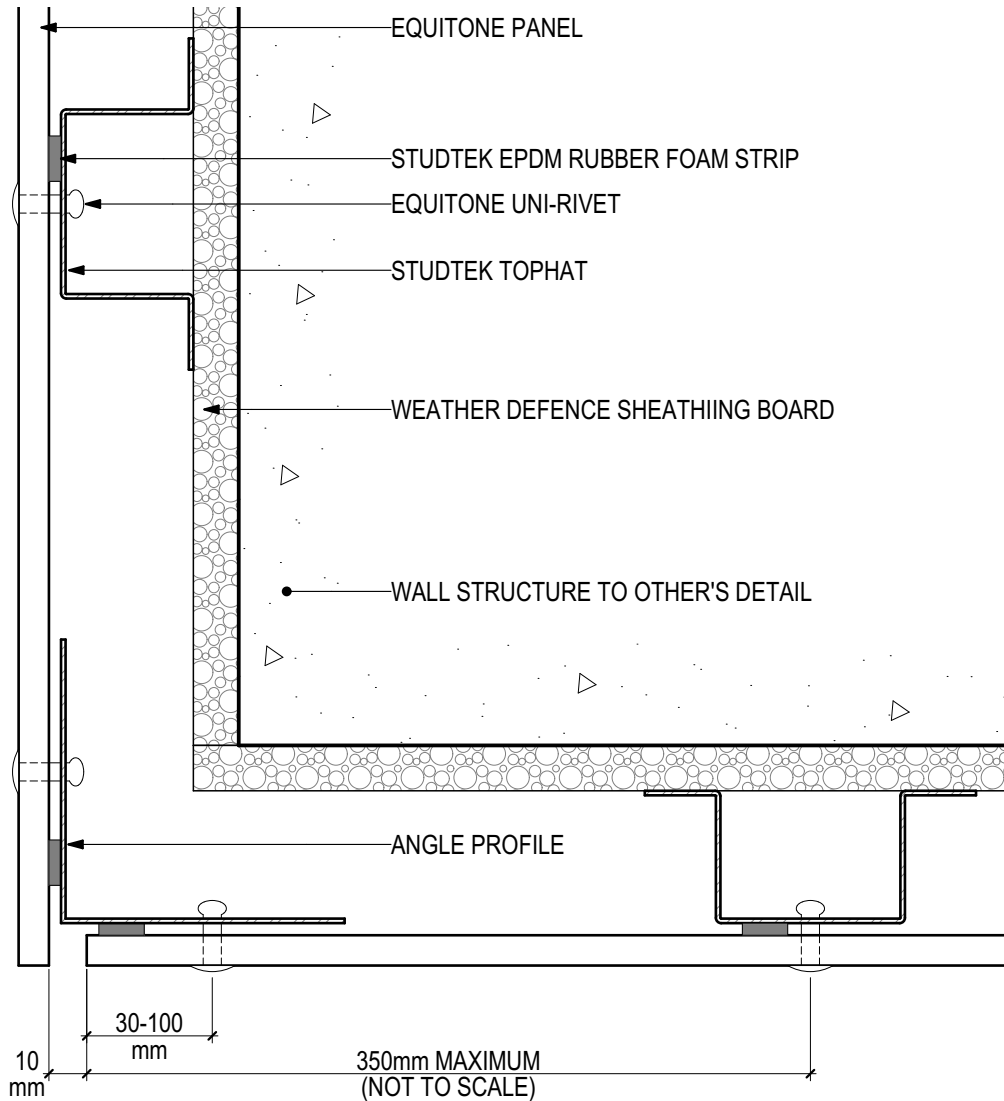 EQUITONE PANEL
STUDTEK EPDM RUBBER FOAM STRIP
EQUITONE UNI-RIVET
STUDTEK TOPHAT
WEATHER DEFENCE SHEATHIING BOARD
WALL STRUCTURE TO OTHER'S DETAIL
ANGLE PROFILE
30-100
mm
10
mm
350mm MAXIMUM
(NOT TO SCALE)